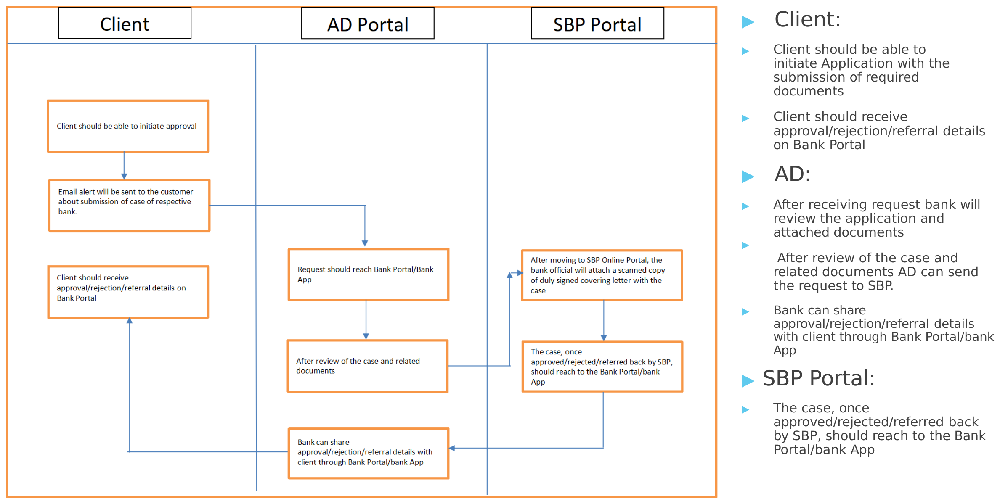 Client
AD Portal
SBP Portal
Client should be able to initiate approval
Email alert will be sent to the customer
about submission of case of respective
bank.
Client should receive
approval/rejection/referral details on
Bank Portal
Request should reach Bank Portal/Bank
App
After review of the case and related
documents
Bank can share
approval/rejection/referral details with
client through Bank Portal/bank App
After moving to SBP Online Portal, the
bank official will attach a scanned copy
of duly signed covering letter with the
case
The case, once
approved/rejected/referred back by SBP,
should reach to the Bank Portal/bank
App
Client:
Client should be able to
initiate Application with the
submission of required
documents
Client should receive
approval/rejection/referral details
on Bank Portal
AD:
After receiving request bank will
review the application and
attached documents
After review of the case and
related documents AD can send
the request to SBP.
Bank can share
approval/rejection/referral details
with client through Bank Portal/bank
App
SBP Portal:
The case, once
approved/rejected/referred back
by SBP, should reach to the Bank
Portal/bank App